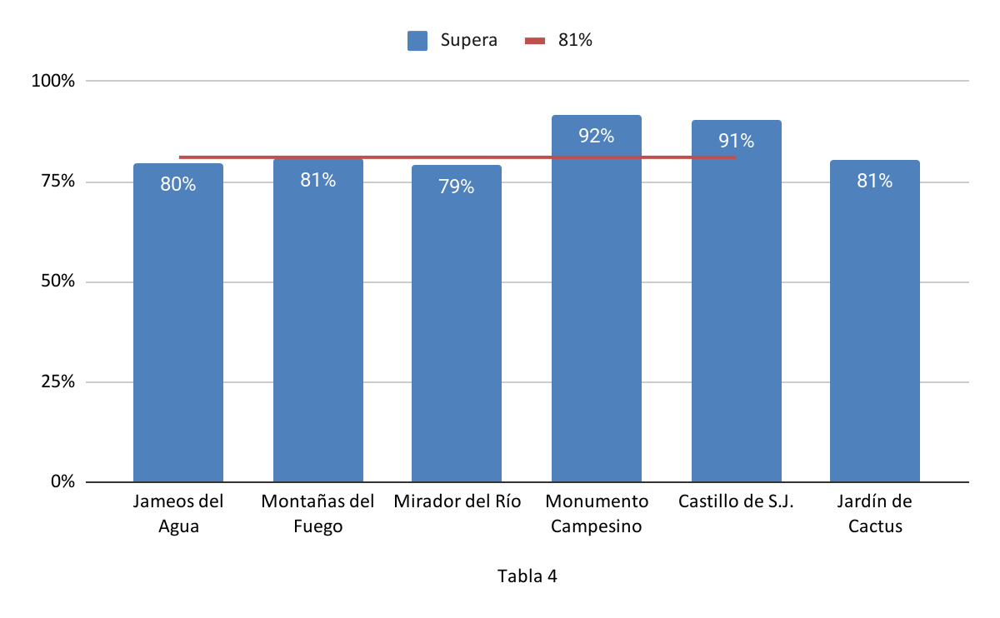 Supera 81%
100%
75%
50%
25%
0%
80% 81% 79% 92% 91% 81%
Jameos del Agua
Montañas del Fuego
Mirador del Río
Monumento Campesino
Castillo de S.J.
Jardín de Cactus
Tabla 4